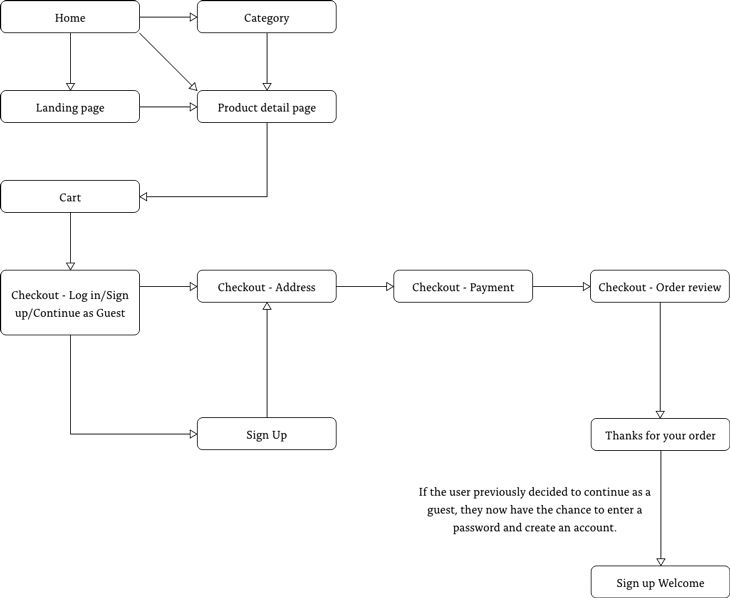 Home
Category
Landing page
Product detail page
Cart
Checkout - Log in/Sign
up/Continue as Guest
Checkout - Address
Checkout - Payment
Checkout - Order review
Sign Up
Thanks for your order
If the user previously decided to continue as a
guest, they now have the chance to enter a
password and create an account.
Sign up Welcome